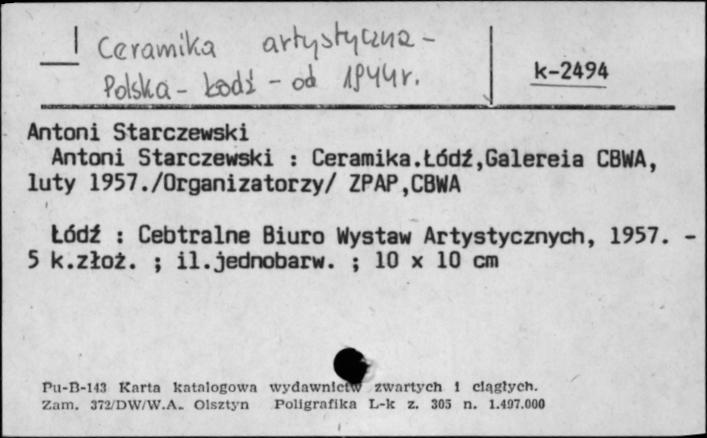 Ceramika artystyczna -
Polska - Łódź - od 1944r.
k-2494
Antoni Starczewski
Antoni Starczewski : Ceramika.Łódź,Galereia CBWA,
luty 1957./Organizatorzy/ ZPAP,CBWA
Łódź : Cebtralne Biuro Wystaw Artystycznych, 1957. -
5 k.złoż. ; il.jednobarw. ; 10 x 10 cm
Pu-B-143 Karta katalogowa wydawnictw zwartych i ciągłych.
Zam. 372/DW/W.A. Olsztyn Poligrafika L-k z. 305 n. 1.497.000